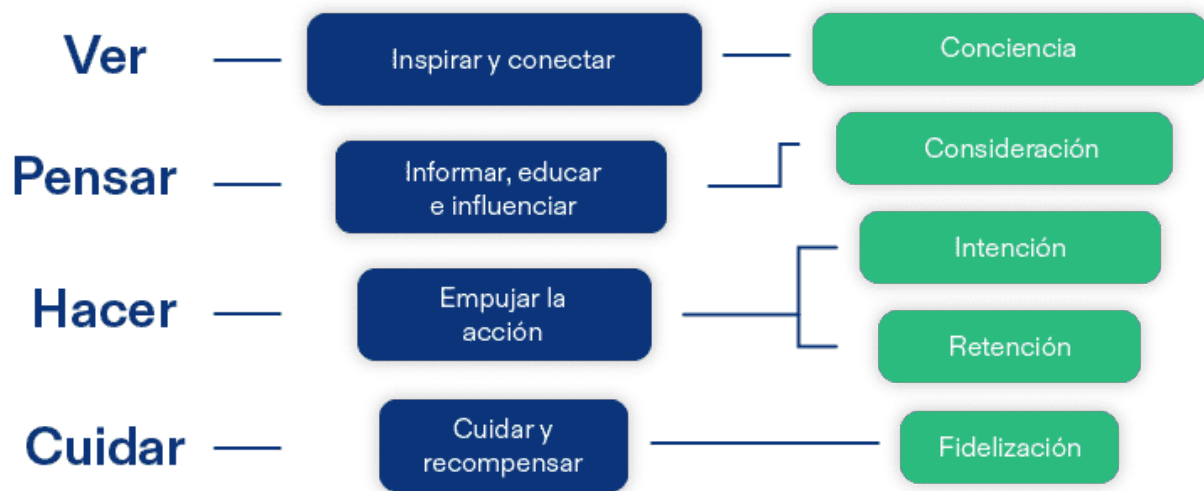 Ver
Inspirar y conectar
Conciencia
Pensar
Informar, educar
e influenciar
Consideración
Hacer
Empujar la
acción
Intención
Retención
Cuidar
Cuidar y
recompensar
Fidelización